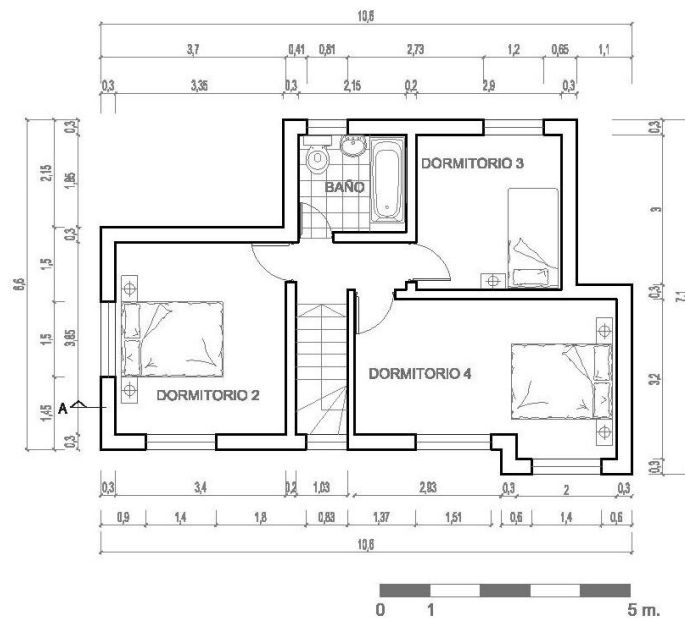 10,6
3,7 0,41 0,81 2,73 1,2 0,65 1,1
0,3 3,35 0,3 2,15 0,2 2,9 0,3
0,3
2,15
1,95
0,3
6,6
1,5
1,5
3,85
1,45
0,3
DORMITORIO 3
BAÑO
DORMITORIO 2
DORMITORIO 4
A
0,3
3
0,3
7,1
3,2
0,3
0,3 3,4 0,2 1,03 2,93 0,3 2 0,3
0,9 1,4 1,8 0,83 1,37 1,51 0,6 1,4 0,6
10,6
0 1 5 m.